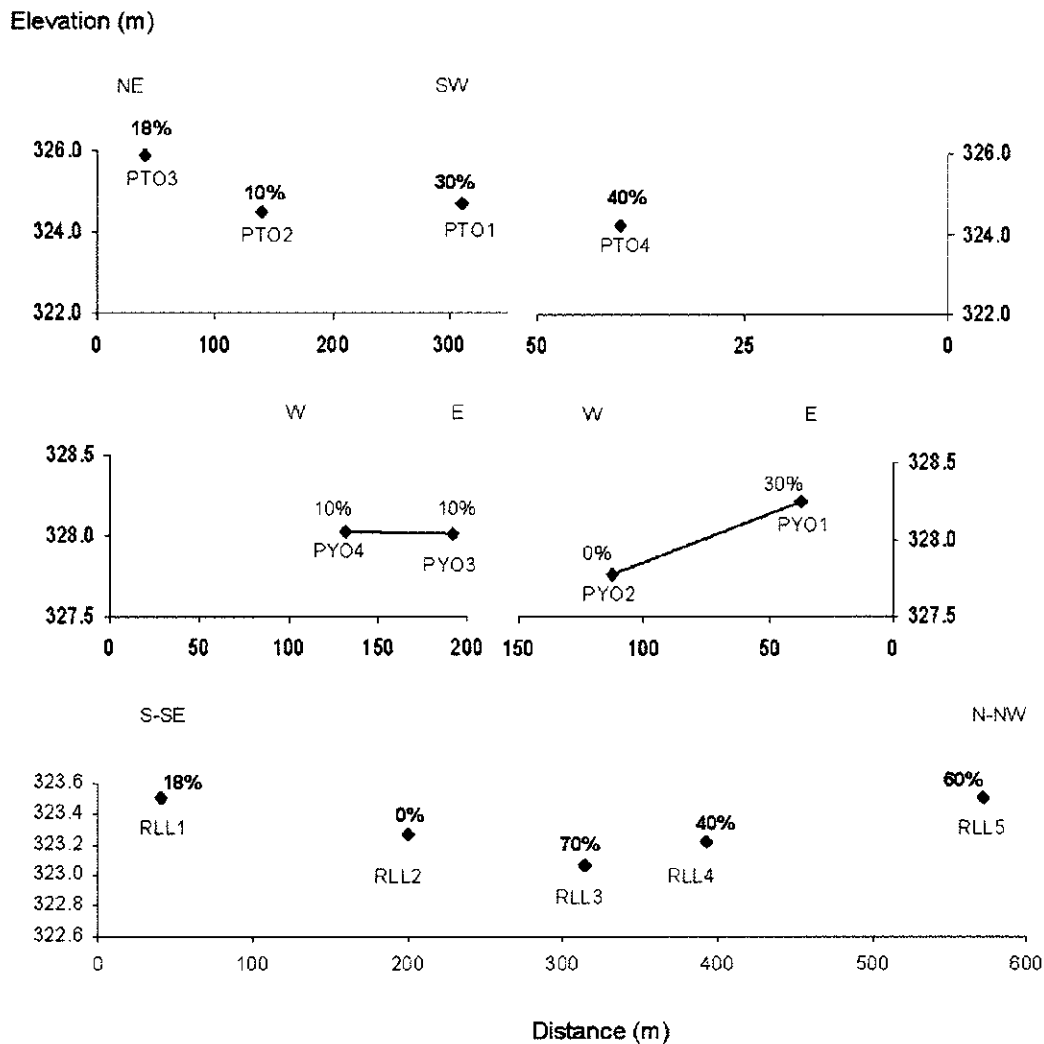 Elevation (m)
NE SW
18%
326.0 326.0
PTO3
10% 30% 40%
324.0 PTO2 PTO1 PTO4 324.0
322.0 322.0
0 100 200 300 50 25 0
W E W E
328.5 328.5
10% 10% 30%
328.0 PYO4 PYO3 PYO1 328.0
0%
PYO2
327.5 327.5
0 50 100 150 200 150 100 50 0
S-SE N-NW
323.6 18% 60%
323.4 RLL1 0% 40% RLL5
323.2 70%
323.0 RLL2 RLL4
322.8 RLL3
322.6
0 100 200 300 400 500 600
Distance (m)